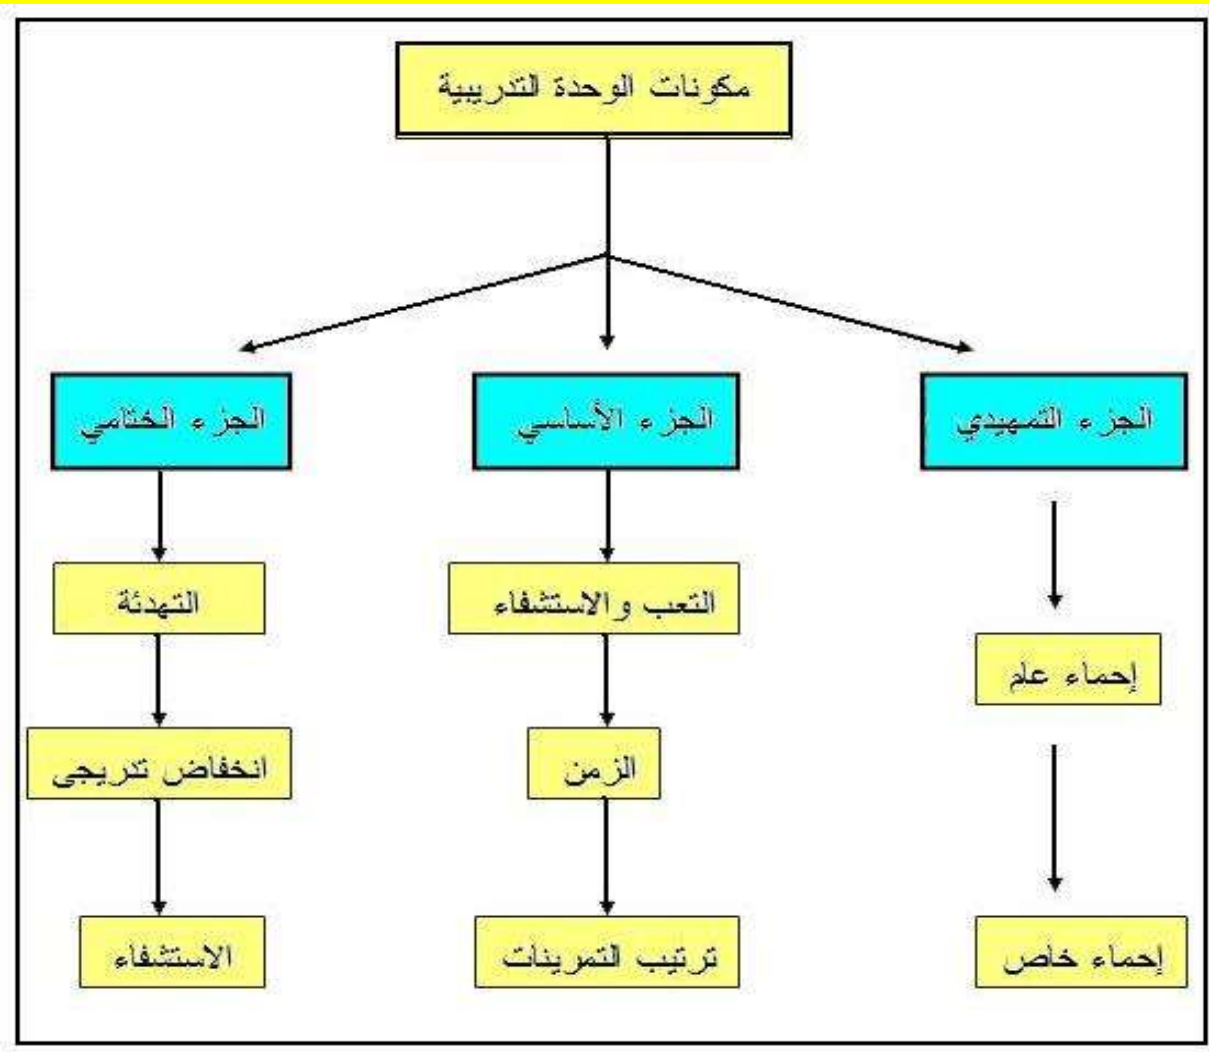 مكونات الوحدة التدريبية
الجزء التمهيدي
الجزء الأساسي
الجزء الختامي
إحماء عام
إحماء خاص
التعب والاستشفاء
الزمن
ترتيب التمرينات
التهدئة
انخفاض تدريجى
الاستشفاء